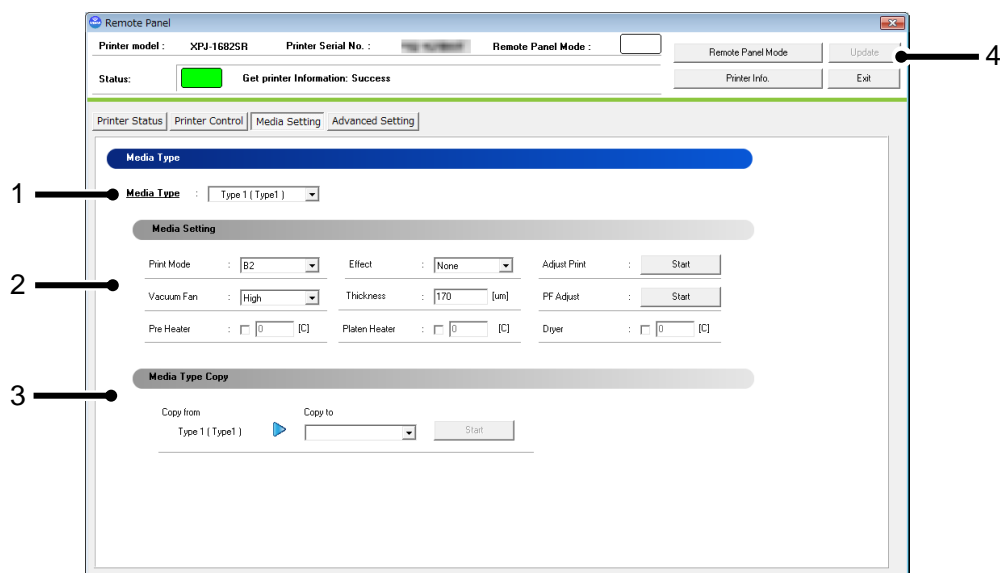 Remote Panel
Printer model : XPJ-1682SR Printer Serial No. : Remote Panel Mode :
Remote Panel Mode Update
4
Status: Get printer Information: Success
Printer Info. Exit
Printer Status Printer Control Media Setting Advanced Setting
Media Type
1
Media Type : Type 1 ( Type1 )
Media Setting
Print Mode : B2 Effect : None Adjust Print : Start
2
Vacuum Fan : High Thickness : 170 [um] PF Adjust : Start
Pre Heater : 0 [C] Platen Heater : 0 [C] Dryer : 0 [C]
Media Type Copy
3
Copy from Copy to
Type 1 ( Type1 ) Start